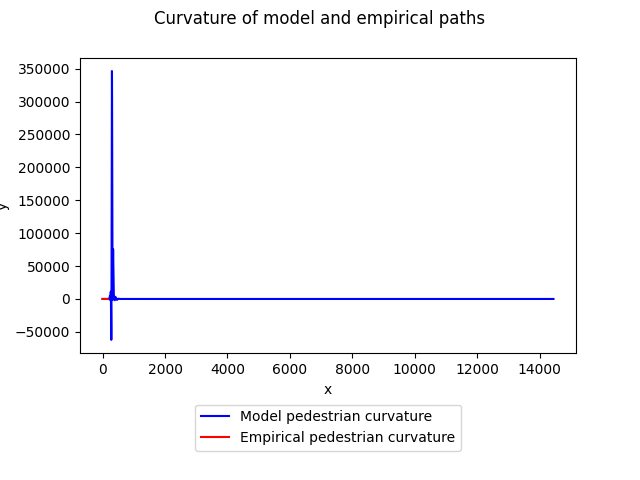 Curvature of model and empirical paths
350000
300000
250000
200000
150000
100000
50000
0
−50000
y
0 2000 4000 6000 8000 10000 12000 14000
x
Model pedestrian curvature
Empirical pedestrian curvature